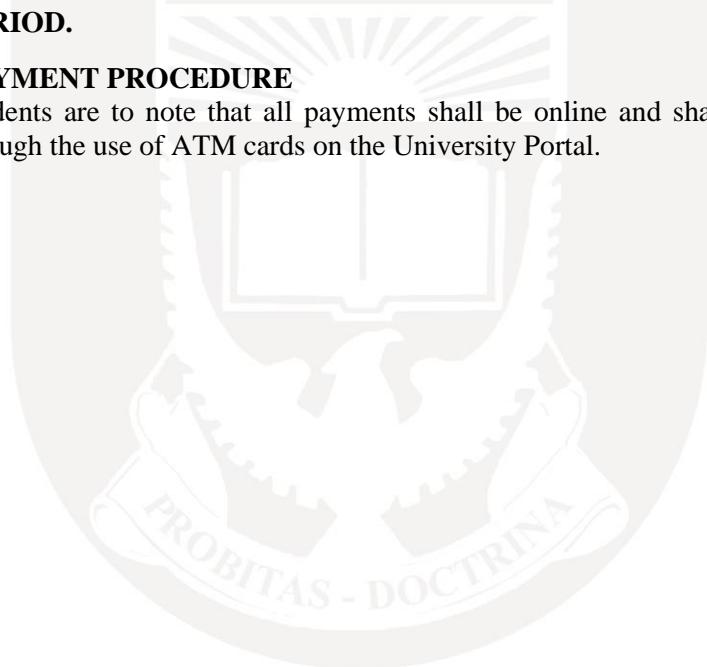 RIOD.
YMENT PROCEDURE
dents are to note that all payments shall be online and sha
ugh the use of ATM cards on the University Portal.
PROBITAS - DOCTRINA